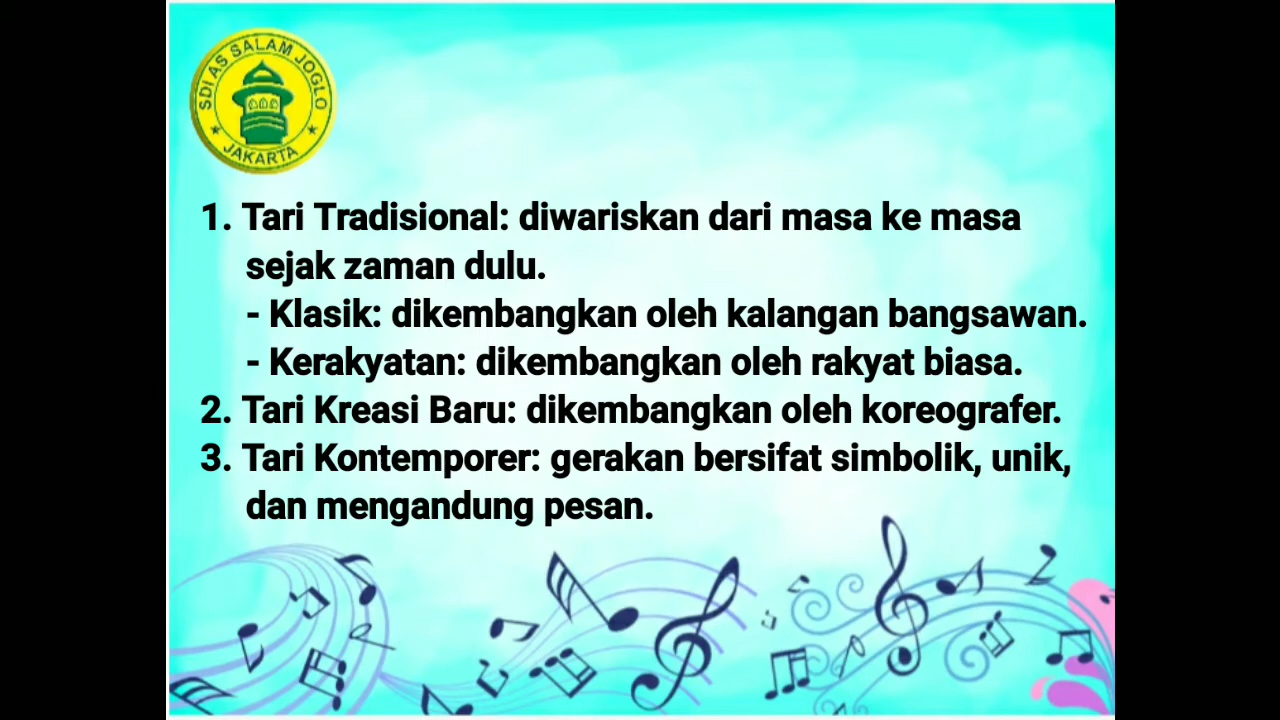 SDI AS SALAM JOGLO
JAKARTA
1. Tari Tradisional: diwariskan dari masa ke masa
sejak zaman dulu.
- Klasik: dikembangkan oleh kalangan bangsawan.
- Kerakyatan: dikembangkan oleh rakyat biasa.
2. Tari Kreasi Baru: dikembangkan oleh koreografer.
3. Tari Kontemporer: gerakan bersifat simbolik, unik,
dan mengandung pesan.